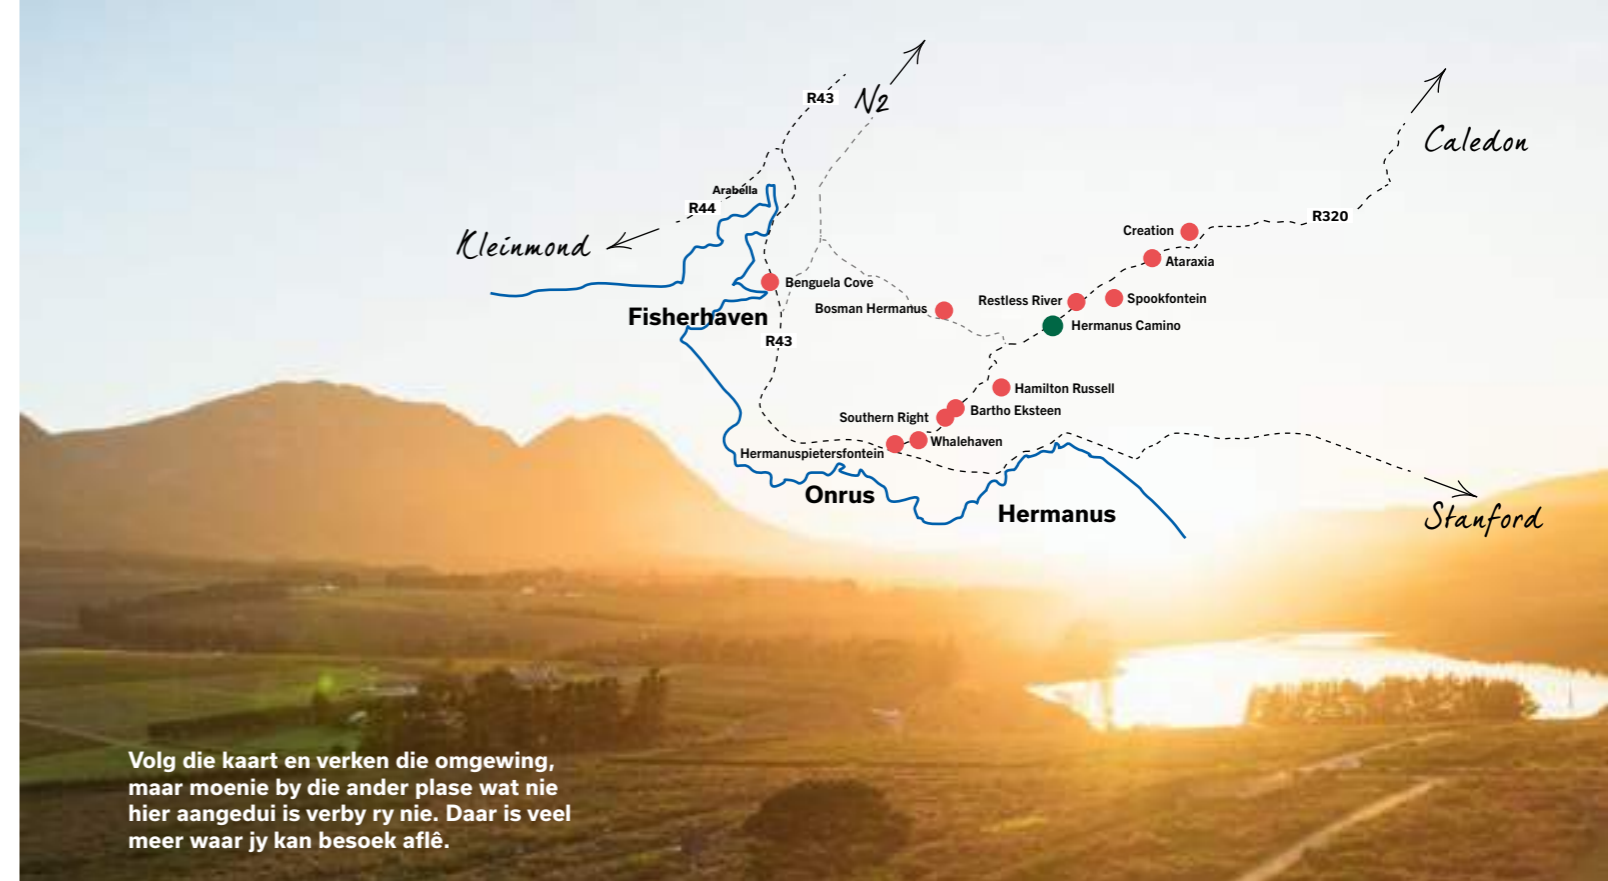 R43
N2
Caledon
Arabella
R44
R320
Kleinmond
Creation
Ataraxia
Benguela Cove
Restless River
Spookfontein
Bosman Hermanus
Fisherhaven
Hermanus Camino
R43
Hamilton Russell
Bartho Eksteen
Southern Right
Whalehaven
Hermanuspietersfontein
Onrus
Hermanus
Stanford
Volg die kaart en verken die omgewing,
maar moenie by die ander plase wat nie
hier aangedui is verby ry nie. Daar is veel
meer waar jy kan besoek aflê.